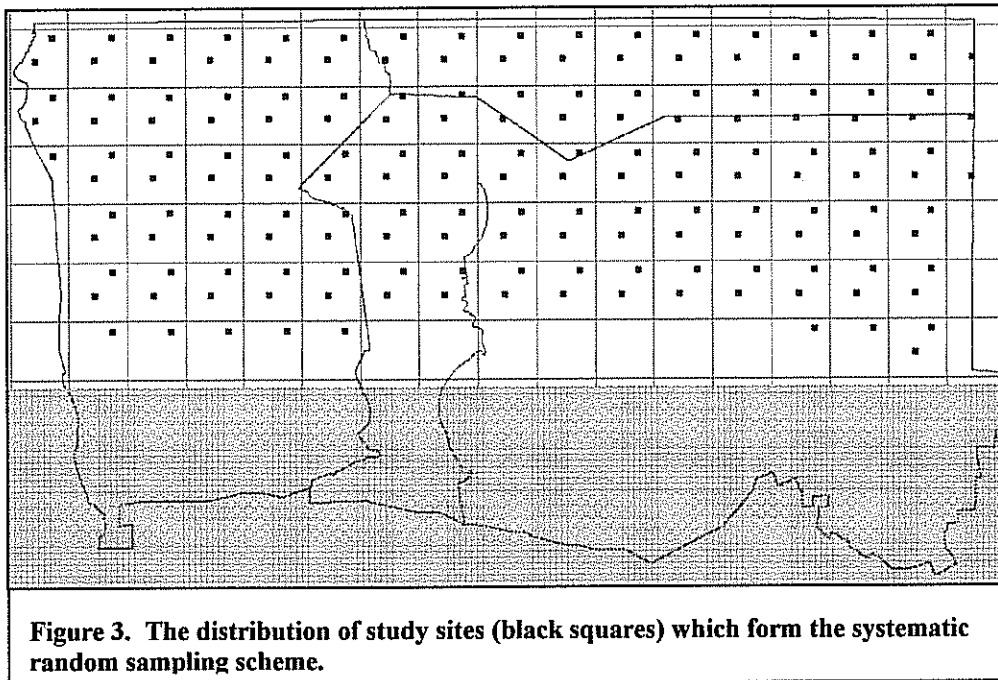 Figure 3. The distribution of study sites (black squares) which form the systematic
random sampling scheme.